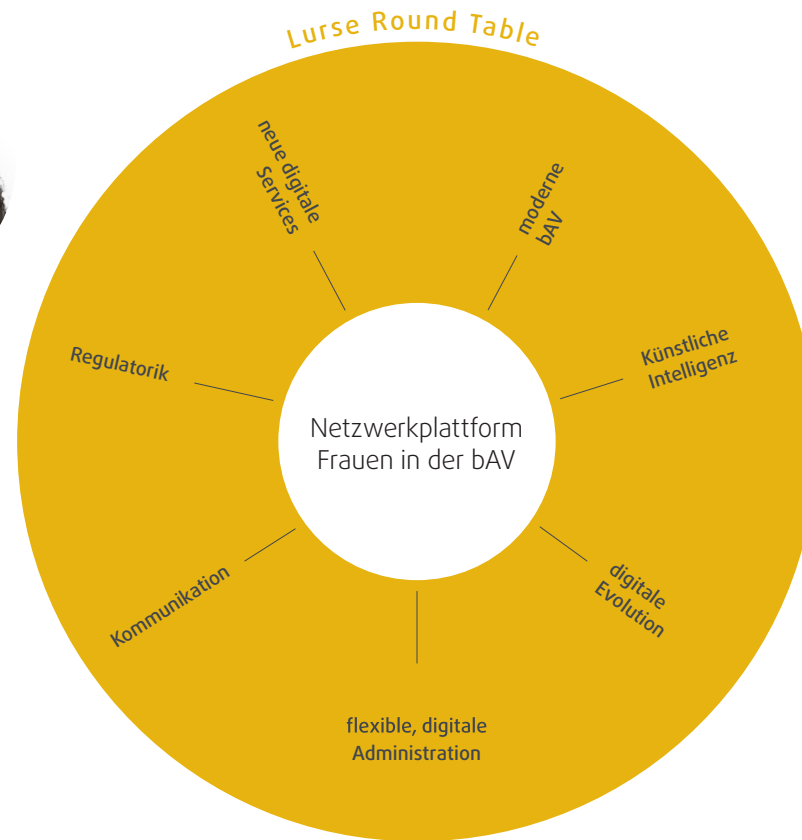 Lurse Round Table
neue digitale
Services
moderne
bAV
Künstliche
Intelligenz
Regulatorik
Netzwerkplattform
Frauen in der bAV
Kommunikation
digitale
Evolution
flexible, digitale
Administration